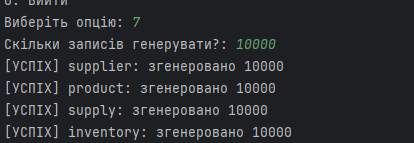 0. Вийти
Виберіть опцію: 7
Скільки записів генерувати?: 10000
[УСПІХ] supplier: згенеровано 10000
[УСПІХ] product: згенеровано 10000
[УСПІХ] supply: згенеровано 10000
[УСПІХ] inventory: згенеровано 10000